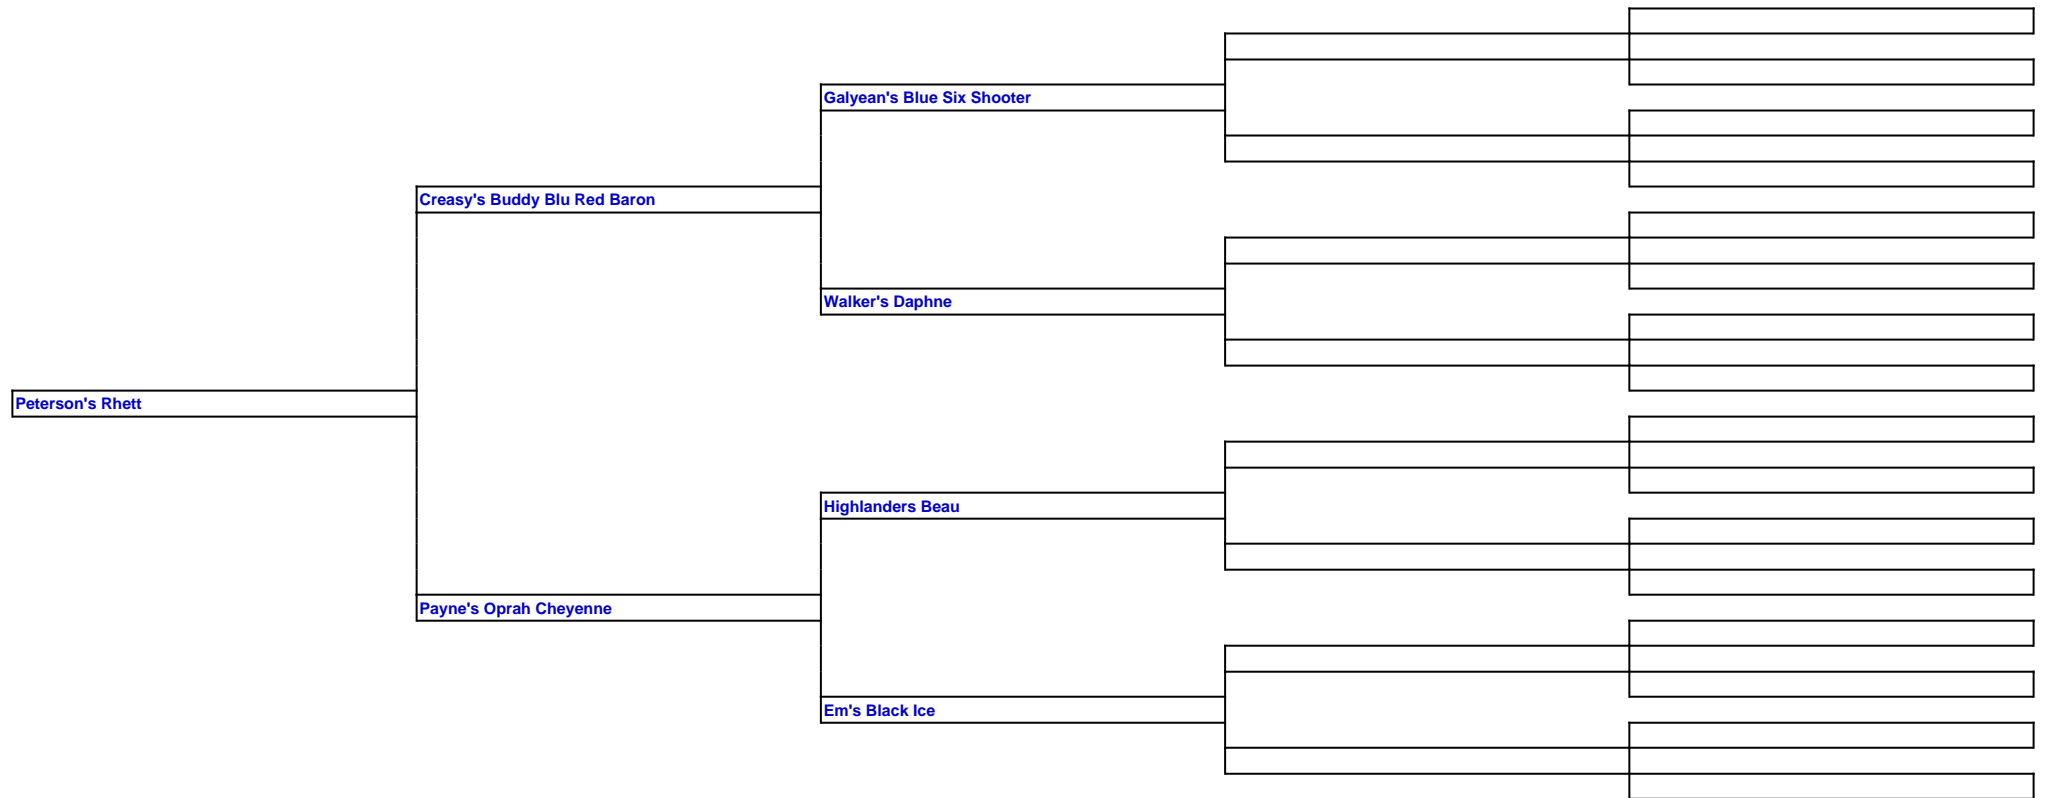 Galyean's Blue Six Shooter
Creasy's Buddy Blu Red Baron
Walker's Daphne
Peterson's Rhett
Highlanders Beau
Payne's Oprah Cheyenne
Em's Black Ice